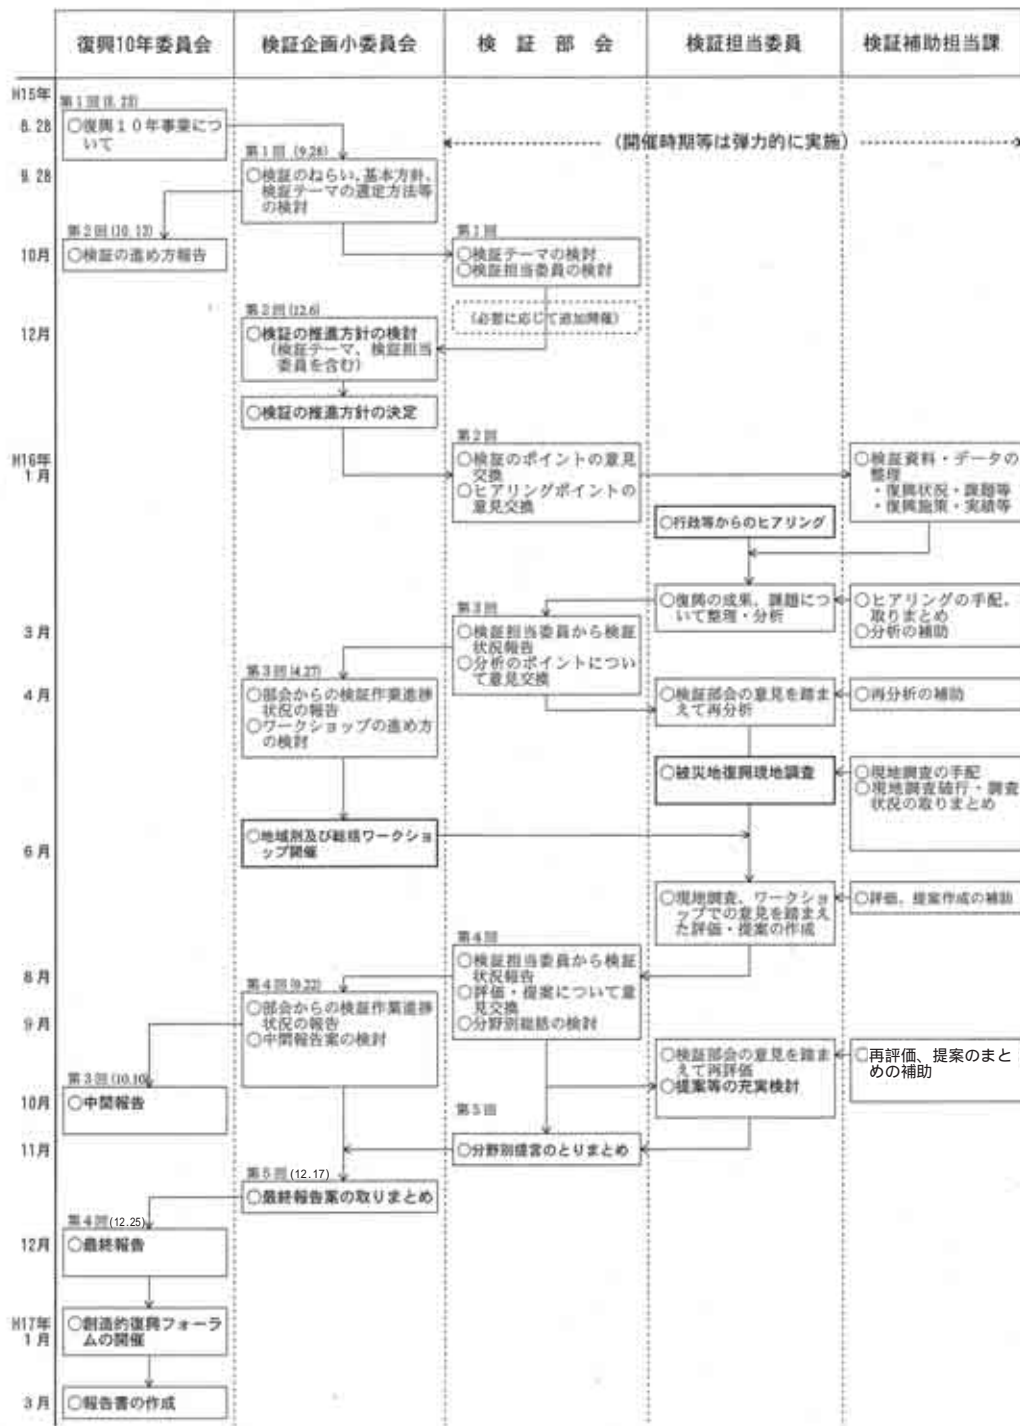 復興10年委員会
検証企画小委員会
検 証 部 会
検証担当委員
検証補助担当課
H15年
第1回(8.28)
8.28
○復興10年事業につ
いて
(開催時期等は弾力的に実施)
第1回 (9.28)
9.28
○検証のねらい、基本方針、
検証テーマの選定方法等
の検討
第2回(10.13)
10月
○検証の進め方報告
第1回
○検証テーマの検討
○検証担当委員の検討
(必要に応じて追加開催)
第2回(12.6)
12月
○検証の推進方針の検討
(検証テーマ、検証担当
委員を含む)
○検証の推進方針の決定
H16年
1月
第2回
○検証のポイントの意見
交換
○ヒアリングポイントの
意見交換
○検証資料・データの
整理
・復興状況・課題等
・復興施策・実績等
○行政等からのヒアリング
○復興の成果、課題につ
いて整理・分析
○ヒアリングの手配、
取りまとめ
○分析の補助
3月
第3回
○検証担当委員から検証
状況報告
○分析のポイントについ
て意見交換
第3回(4.27)
4月
○部会からの検証作業進捗
状況の報告
○ワークショップの進め方
の検討
○検証部会の意見を踏ま
えて再分析
○再分析の補助
○被災地復興現地調査
○現地調査の手配
○現地調査随行・調査
状況の取りまとめ
6月
○地域別及び総括ワークショ
ップ開催
○現地調査、ワークショ
ップでの意見を踏まえ
た評価・提案の作成
○評価、提案作成の補助
第4回
8月
○検証担当委員から検証
状況報告
○評価・提案について意
見交換
○分野別総括の検討
第4回(9.22)
9月
○部会からの検証作業進捗
状況の報告
○中間報告案の検討
○検証部会の意見を踏ま
えて再評価
○提案等の充実検討
○再評価、提案のまと
めの補助
第3回(10.10)
10月
○中間報告
第5回
11月
○分野別提言のとりまとめ
第5回(12.17)
○最終報告案の取りまとめ
第4回(12.25)
12月
○最終報告
H17年
1月
○創造的復興フォーラ
ムの開催
3月
○報告書の作成